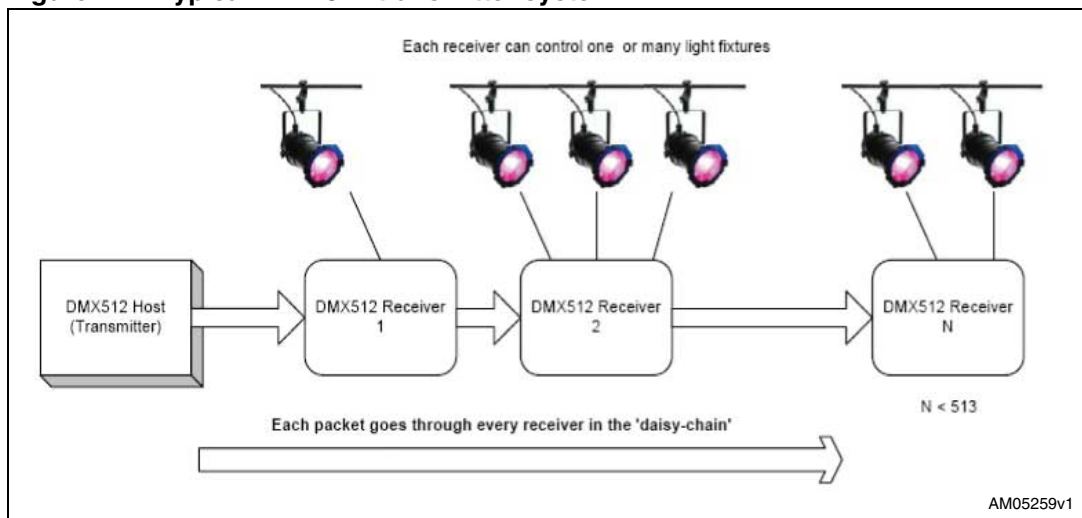 Each receiver can control one or many light fixtures
DMX512 Host
(Transmitter)
DMX512 Receiver
1
DMX512 Receiver
2
DMX512 Receiver
N
N < 513
Each packet goes through every receiver in the 'daisy-chain'
AM05259v1